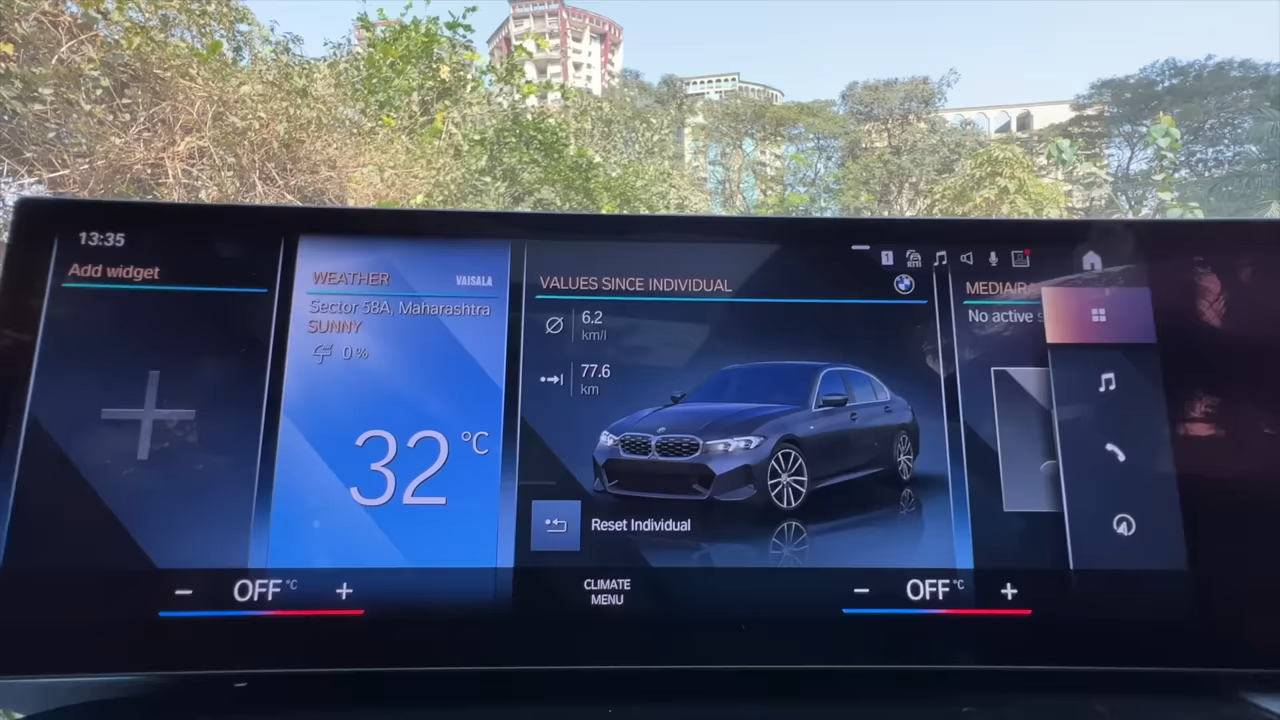 13:35
Add widget
WEATHER
VAISALA
Sector 58A, Maharashtra
SUNNY
0 %
32 °C
VALUES SINCE INDIVIDUAL
6.2
km/l
77.6
km
Reset Individual
1
MEDIA/RA
No active
− OFF °C +
CLIMATE
MENU
− OFF °C +